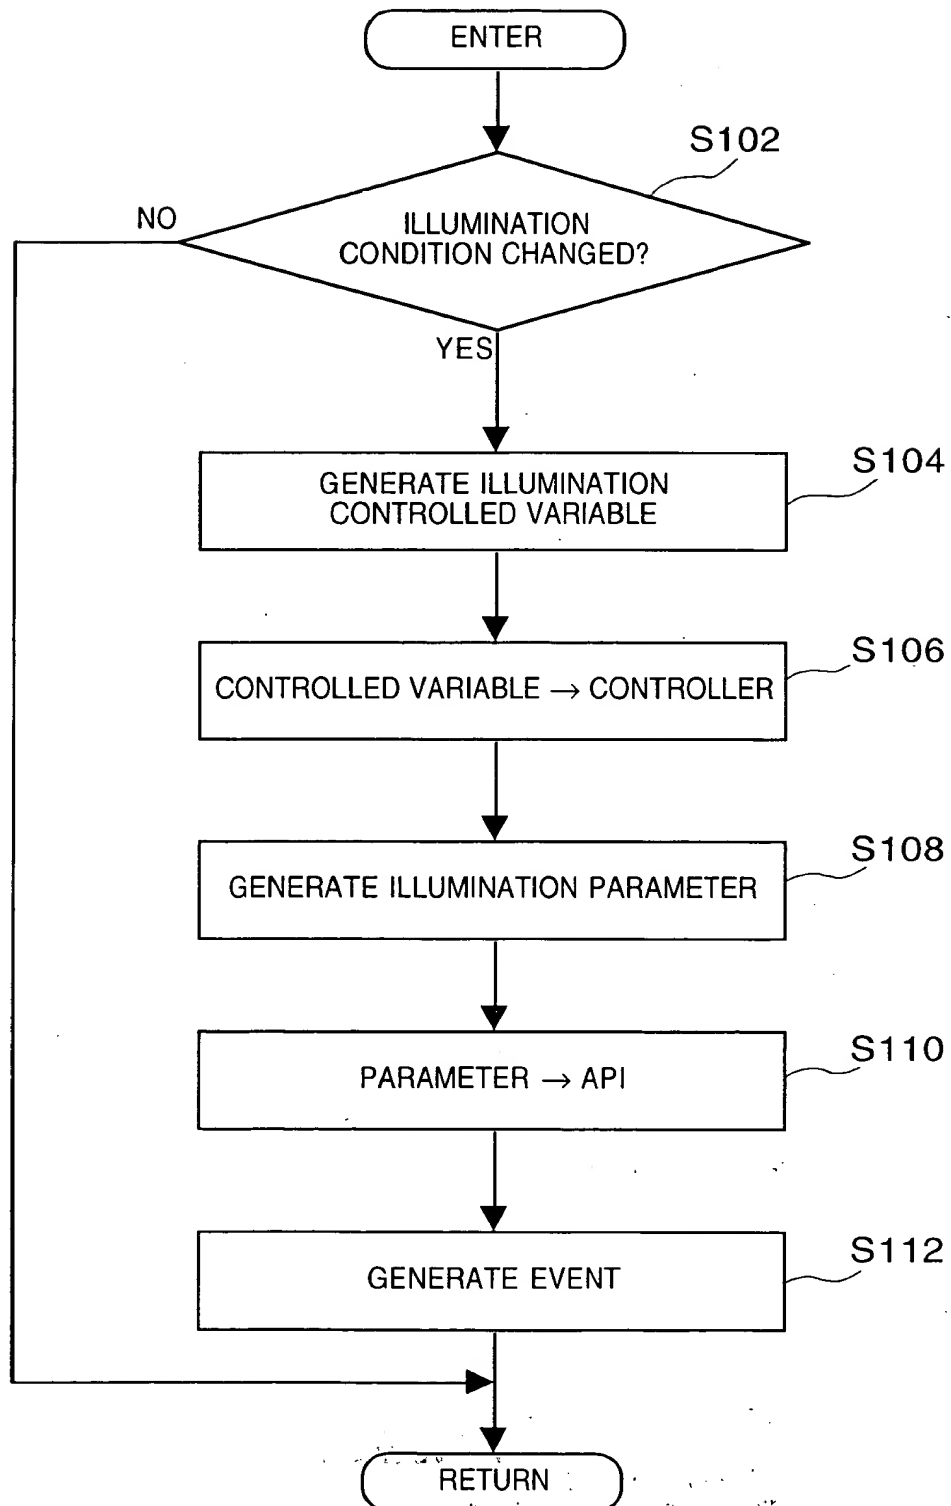 ENTER
S102
NO
ILLUMINATION
CONDITION CHANGED?
YES
S104
GENERATE ILLUMINATION
CONTROLLED VARIABLE
S106
CONTROLLED VARIABLE → CONTROLLER
S108
GENERATE ILLUMINATION PARAMETER
S110
PARAMETER → API
S112
GENERATE EVENT
RETURN